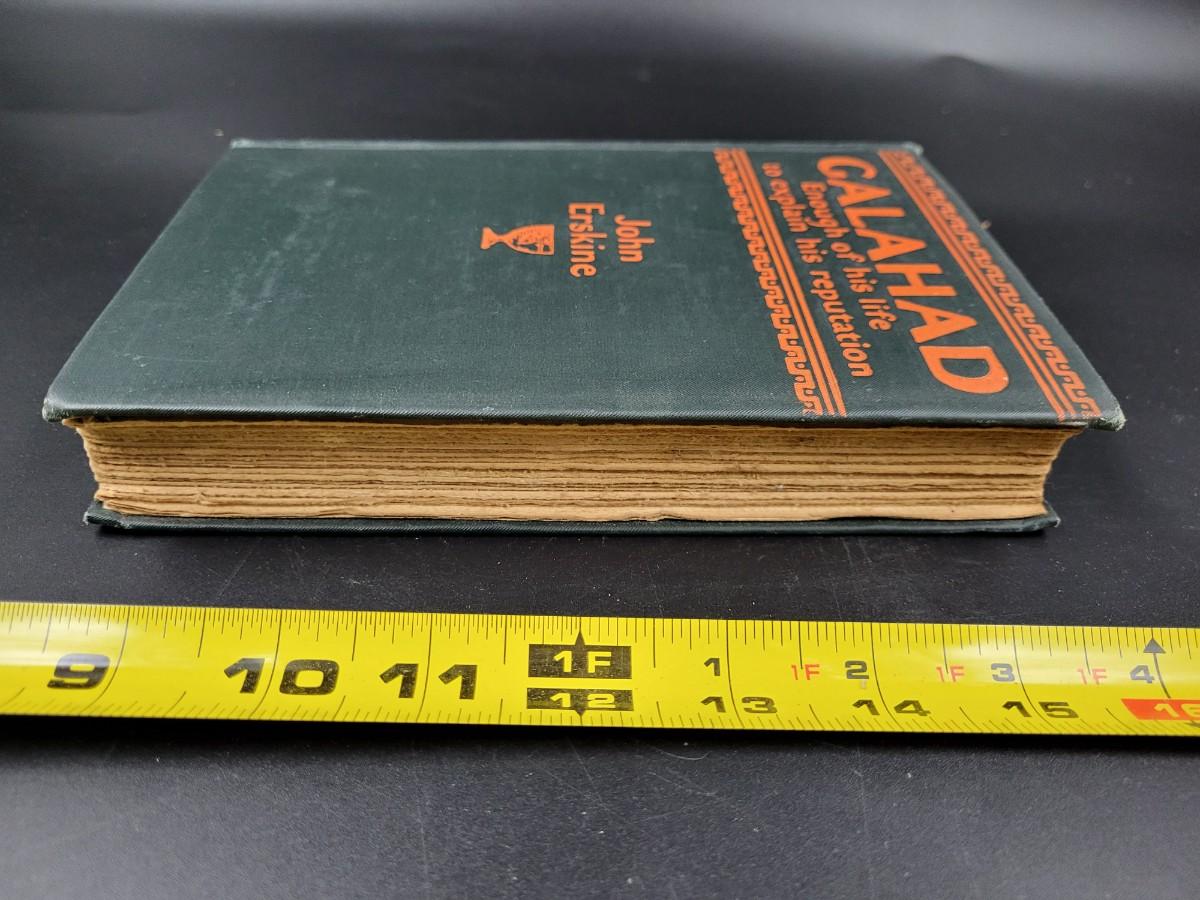 GALAHAD
Enough of his life
to explain his reputation
John
Erskine
9 10 11 1F 1 1F 2 1F 3 1F 4
12 13 14 15 16